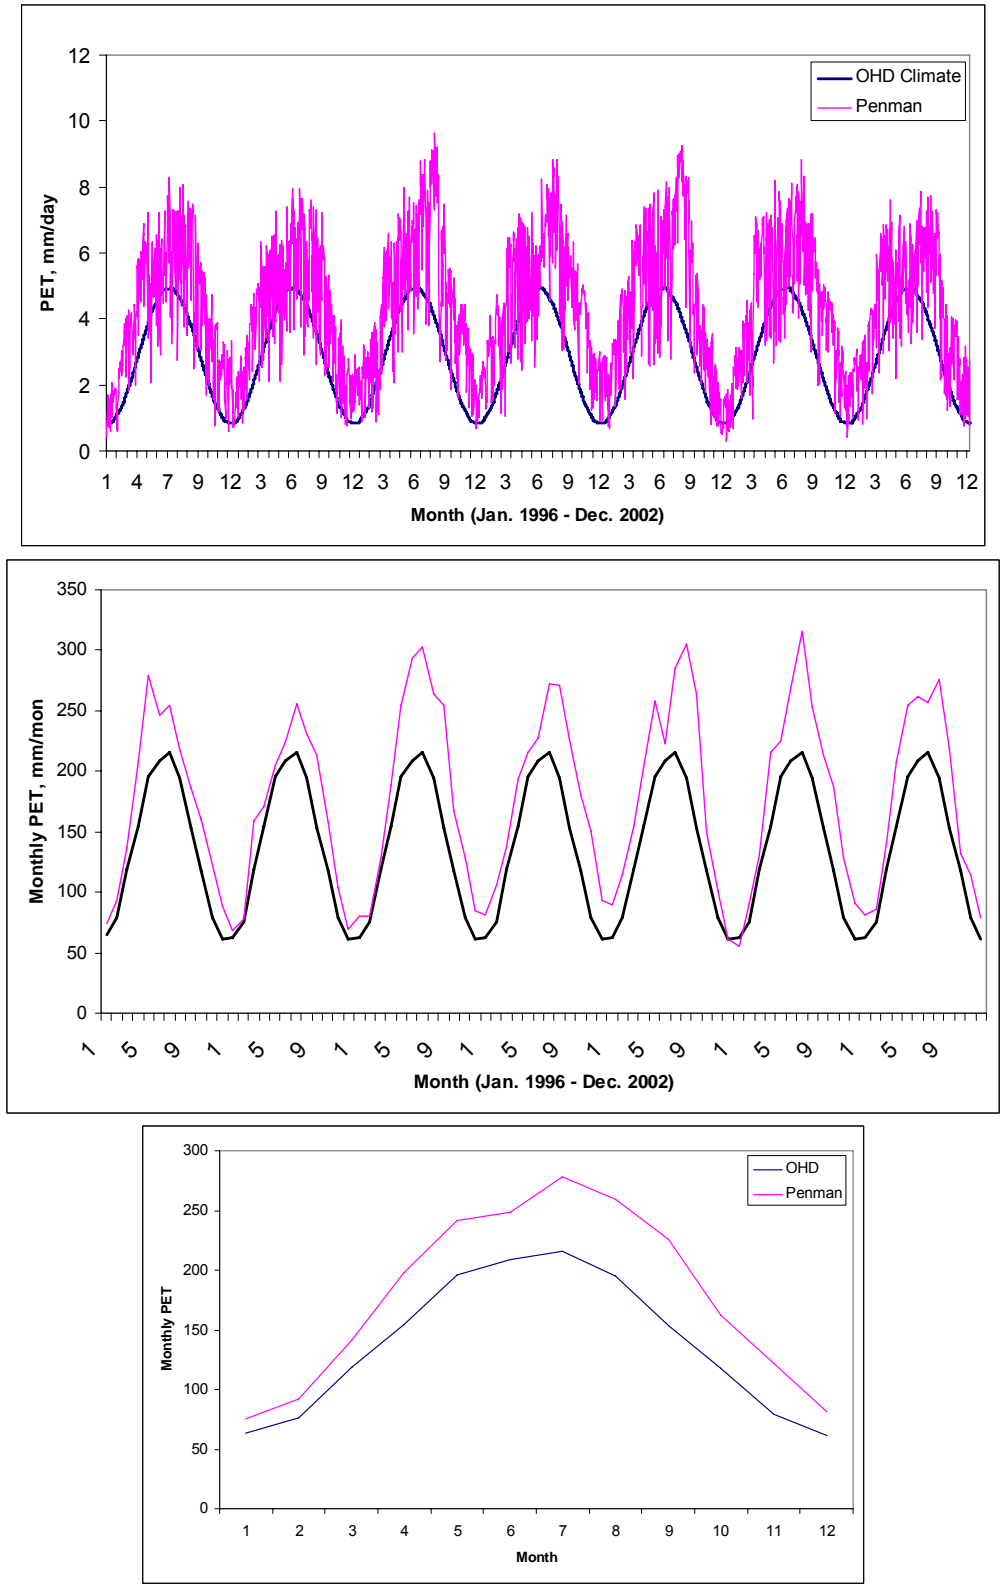 12
10
8
6
4
2
0
PET, mm/day
OHD Climate
Penman
1 4 7 9 12 3 6 9 12 3 6 9 12 3 6 9 12 3 6 9 12 3 6 9 12 3 6 9 12
Month (Jan. 1996 - Dec. 2002)
350
300
250
200
150
100
50
0
Monthly PET, mm/mon
1 5 9 1 5 9 1 5 9 1 5 9 1 5 9 1 5 9 1 5 9
Month (Jan. 1996 - Dec. 2002)
300
250
200
150
100
50
0
Monthly PET
OHD
Penman
1 2 3 4 5 6 7 8 9 10 11 12
Month